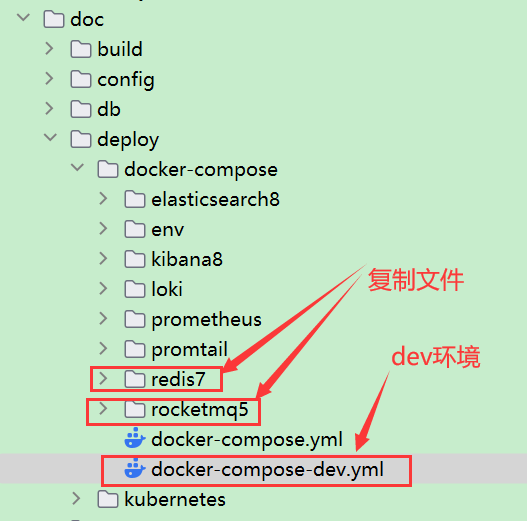 doc
build
config
db
deploy
docker-compose
elasticsearch8
env
kibana8
loki
复制文件
prometheus
promtail
dev环境
redis7
rocketmq5
docker-compose.yml
docker-compose-dev.yml
kubernetes